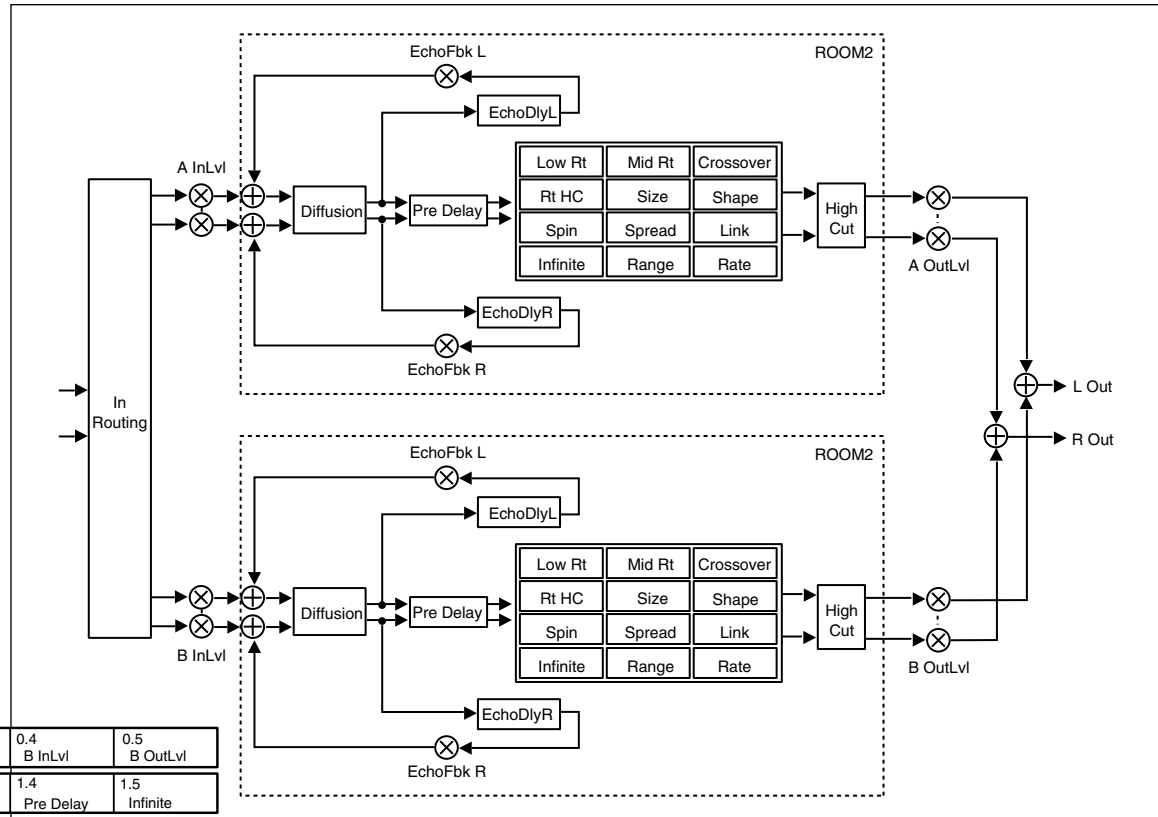 EchoFbk L
ROOM2
EchoDlyL
A InLvl
Low Rt Mid Rt Crossover
Rt HC Size Shape
Diffusion
Pre Delay
High
Cut
Spin Spread Link
A OutLvl
Infinite Range Rate
EchoDlyR
EchoFbk R
In
Routing
L Out
R Out
EchoFbk L
ROOM2
EchoDlyL
Low Rt Mid Rt Crossover
Rt HC Size Shape
Diffusion
Pre Delay
High
Cut
Spin Spread Link
B InLvl
B OutLvl
Infinite Range Rate
EchoDlyR
EchoFbk R
0.4 0.5
B InLvl B OutLvl
1.4 1.5
Pre Delay Infinite